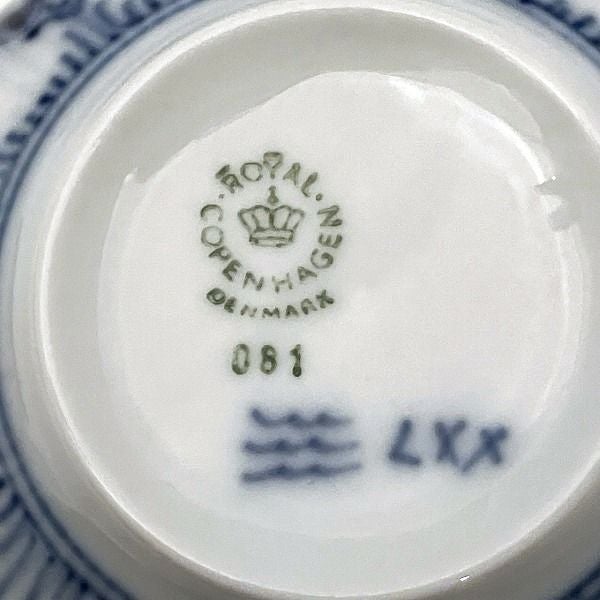 ROYAL
COPENHAGEN
DENMARK
081
LXX